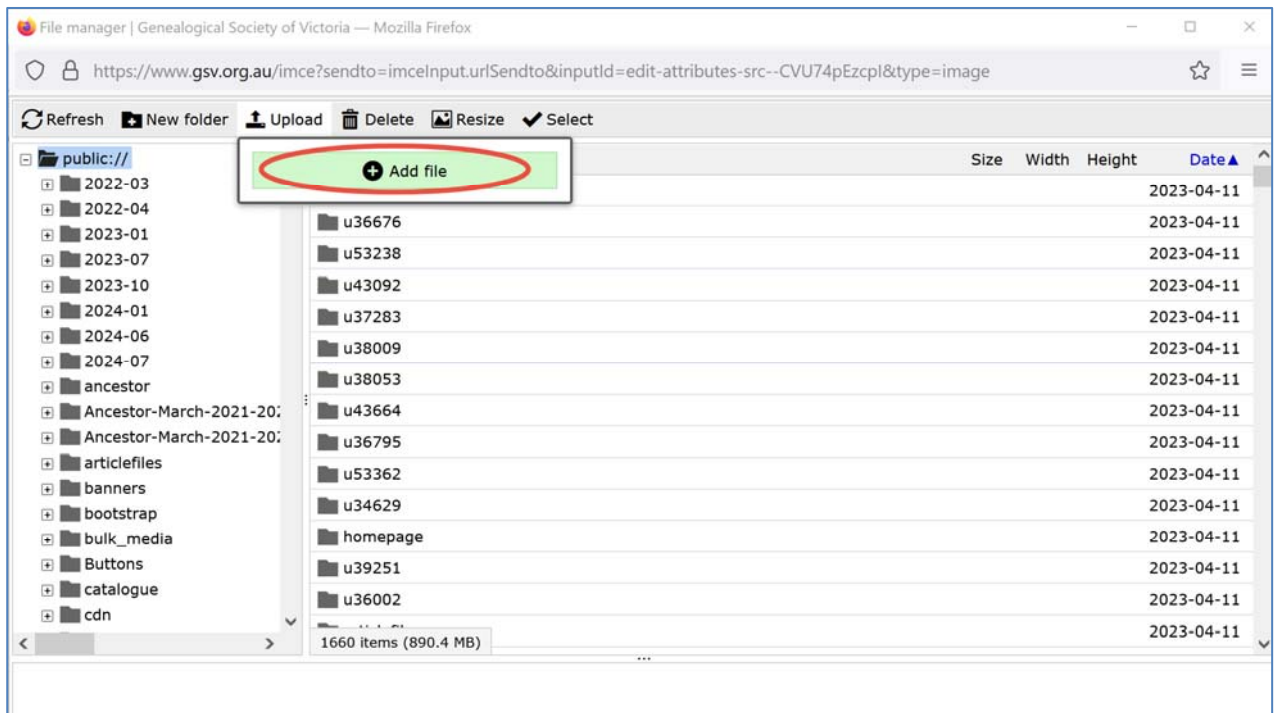 File manager | Genealogical Society of Victoria — Mozilla Firefox
https://www.gsv.org.au/imce?sendto=imceInput.urlSendto&inputId=edit-attributes-src--CVU74pEzcpI&type=image
Refresh New folder Upload Delete Resize Select
Add file
public://
2022-03
2022-04
2023-01
2023-07
2023-10
2024-01
2024-06
2024-07
ancestor
Ancestor-March-2021-202
Ancestor-March-2021-202
articlefiles
banners
bootstrap
bulk_media
Buttons
catalogue
cdn
Size Width Height Date▲
2023-04-11
u36676 2023-04-11
u53238 2023-04-11
u43092 2023-04-11
u37283 2023-04-11
u38009 2023-04-11
u38053 2023-04-11
u43664 2023-04-11
u36795 2023-04-11
u53362 2023-04-11
u34629 2023-04-11
homepage 2023-04-11
u39251 2023-04-11
u36002 2023-04-11
2023-04-11
1660 items (890.4 MB)